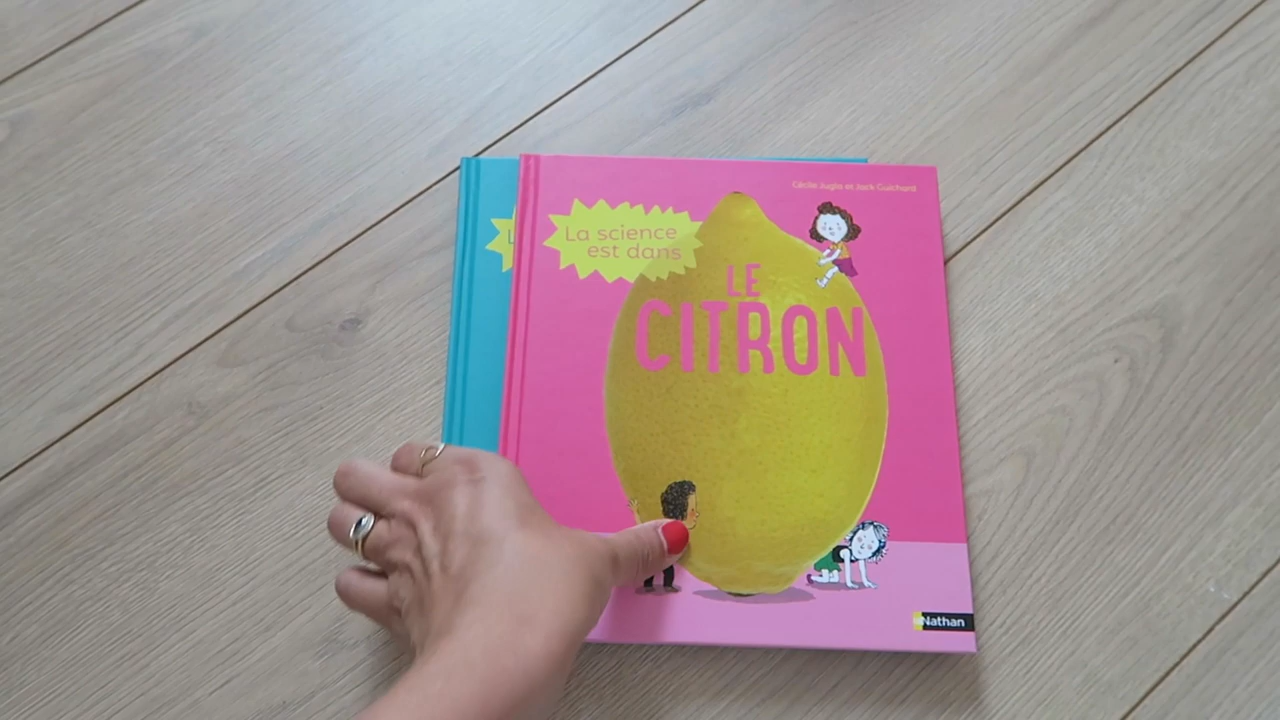 Cécile Jugla et Jack Guichard
La science
est dans
LE
CITRON
Nathan
L